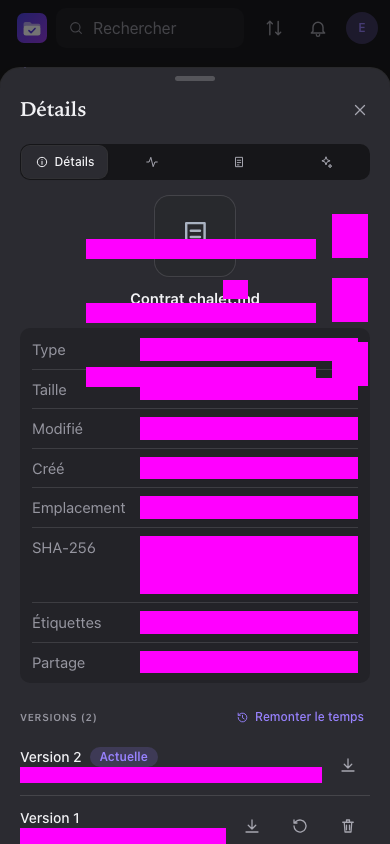 Rechercher
E
Détails
Détails
Contrat chalet.md
Type
Taille
Modifié
Créé
Emplacement
SHA-256
Étiquettes
Partage
VERSIONS (2)
Remonter le temps
Version 2 Actuelle
Version 1